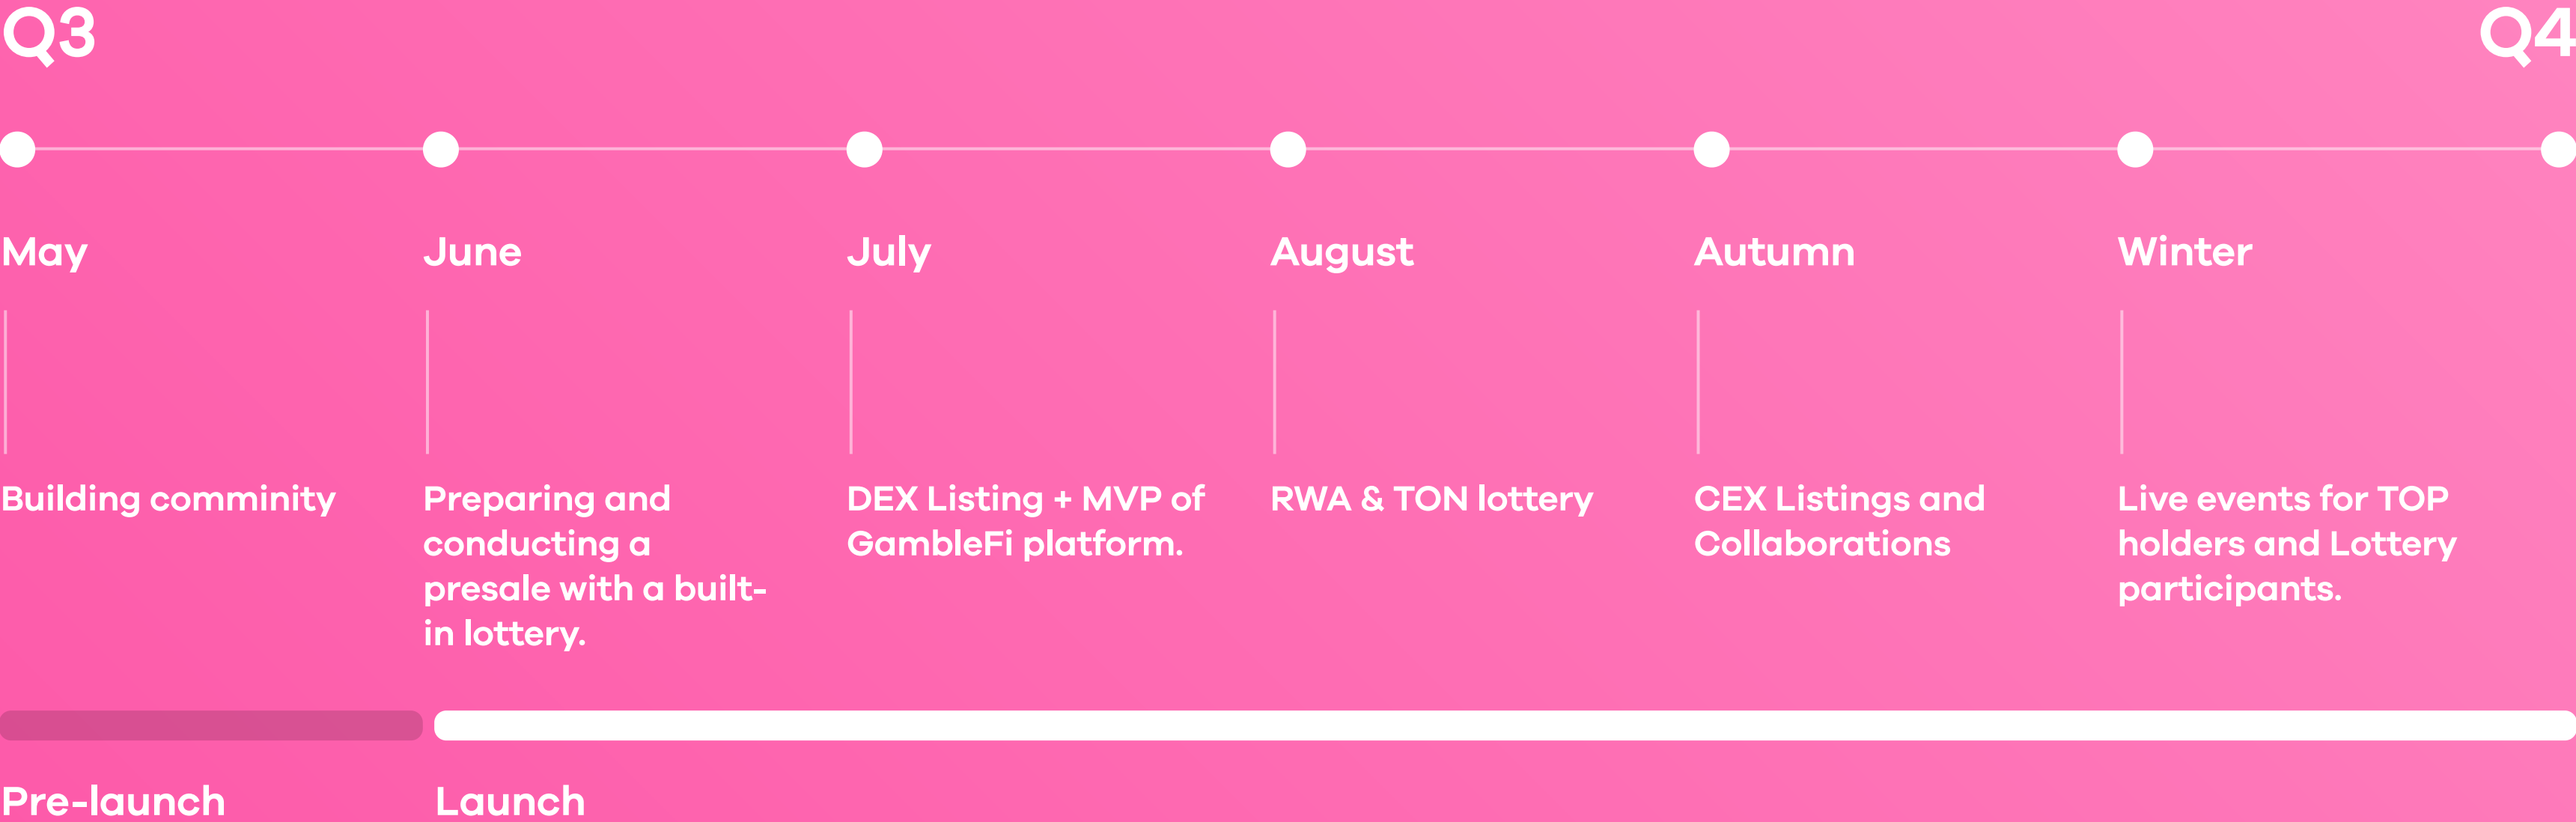 Q3
Q4
May
June
July
August
Autumn
Winter
Building comminity
Preparing and
conducting a
presale with a built-
in lottery.
DEX Listing + MVP of
GambleFi platform.
RWA & TON lottery
CEX Listings and
Collaborations
Live events for TOP
holders and Lottery
participants.
Pre-launch
Launch